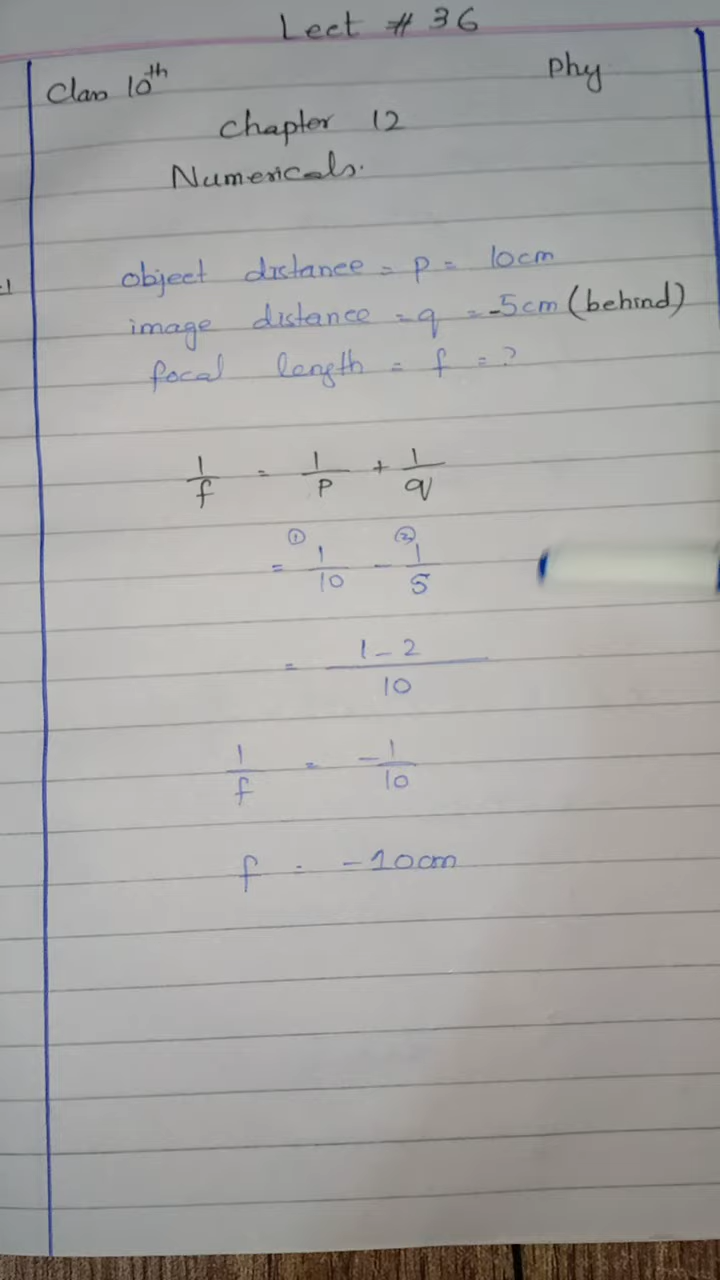 Lect # 36
Class 10th Phy
Chapter 12
Numericals.
object distance = p = 10cm
image distance = q = -5cm (behind)
focal length = f = ?
1/f = 1/p + 1/q
① ②
= 1/10 - 1/5
= 1-2/10
1/f = -1/10
f = -10cm